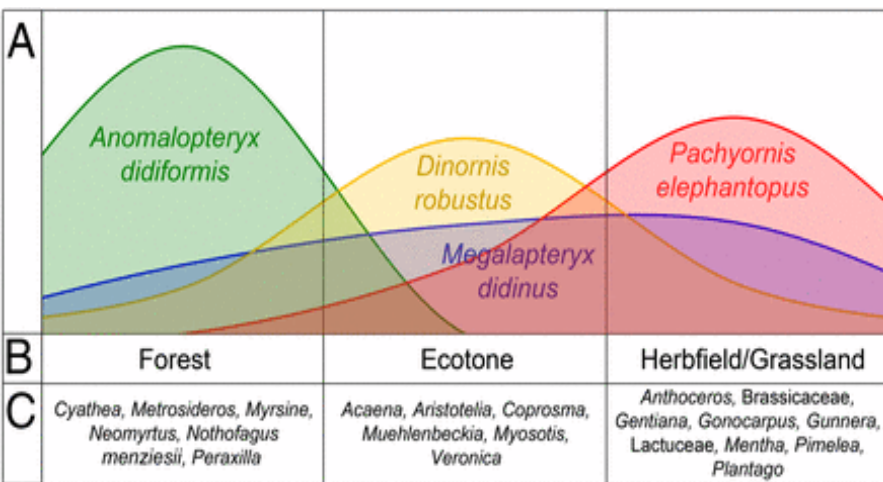 A
Anomalopteryx
didiformis
Dinornis
robustus
Pachyornis
elephantopus
Megalapteryx
didinus
B
Forest
Ecotone
Herbfield/Grassland
C
Cyathea, Metrosideros, Myrsine,
Neomyrtus, Nothofagus
menziesii, Peraxilla
Acaena, Aristotelia, Coprosma,
Muehlenbeckia, Myosotis,
Veronica
Anthoceros, Brassicaceae,
Gentiana, Gonocarpus, Gunnera,
Lactuceae, Mentha, Pimelea,
Plantago